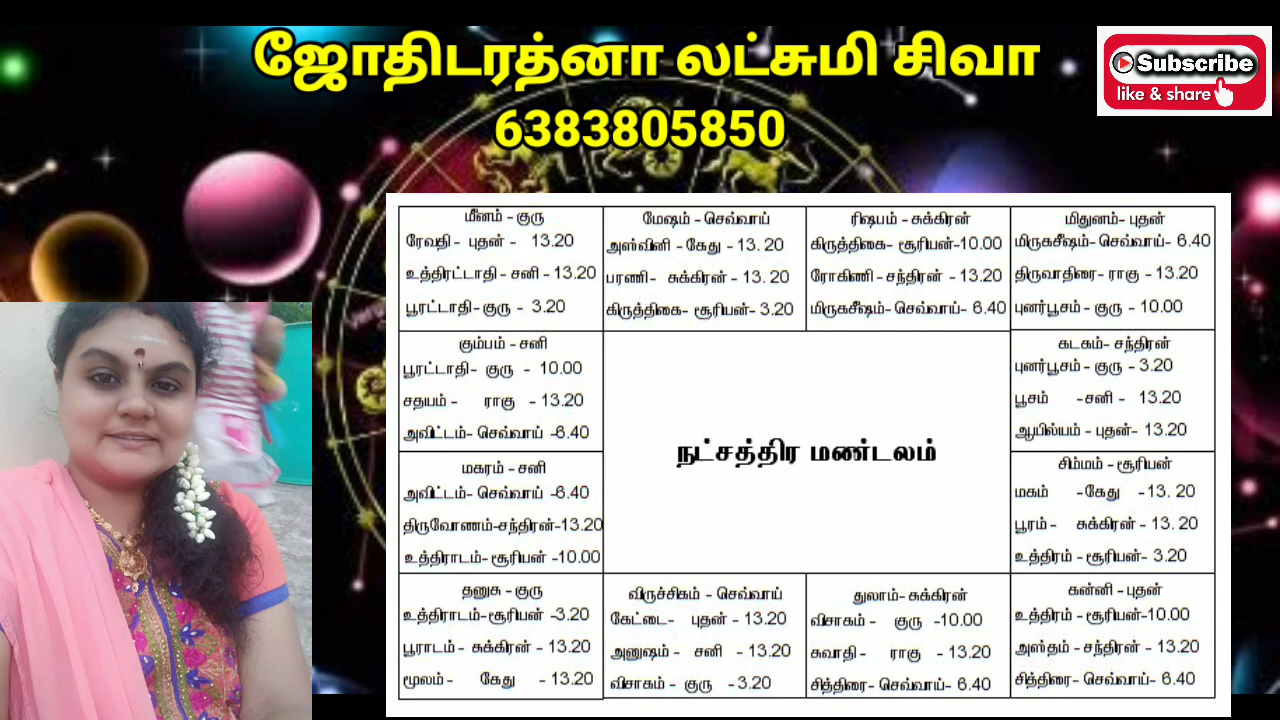 ஜோதிடரத்னா லட்சுமி சிவா
6383805850
Subscribe
like & share
மீனம் - குரு
ரேவதி - புதன் - 13.20
உத்திரட்டாதி - சனி - 13.20
பூரட்டாதி - குரு - 3.20
மேஷம் - செவ்வாய்
அஸ்வினி - கேது - 13. 20
பரணி - சுக்கிரன் - 13. 20
கிருத்திகை - சூரியன் - 3.20
ரிஷபம் - சுக்கிரன்
கிருத்திகை - சூரியன்-10.00
ரோகிணி - சந்திரன் - 13.20
மிருகசீஷம் - செவ்வாய் - 6.40
மிதுனம் - புதன்
மிருகசீஷம் - செவ்வாய் - 6.40
திருவாதிரை - ராகு - 13.20
புனர்பூசம் - குரு - 10.00
கும்பம் - சனி
பூரட்டாதி - குரு - 10.00
சதயம் - ராகு - 13.20
அவிட்டம் - செவ்வாய் -6.40
கடகம் - சந்திரன்
புனர்பூசம் - குரு - 3.20
பூசம் - சனி - 13.20
ஆயில்யம் - புதன் - 13.20
நட்சத்திர மண்டலம்
மகரம் - சனி
அவிட்டம் - செவ்வாய் -6.40
திருவோணம்-சந்திரன்-13.20
உத்திராடம் - சூரியன் -10.00
சிம்மம் - சூரியன்
மகம் - கேது -13. 20
பூரம் - சுக்கிரன் - 13. 20
உத்திரம் - சூரியன் - 3.20
தனுசு - குரு
உத்திராடம்-சூரியன் -3.20
பூராடம் - சுக்கிரன் - 13.20
மூலம் - கேது - 13.20
விருச்சிகம் - செவ்வாய்
கேட்டை - புதன் - 13.20
அனுஷம் - சனி - 13.20
விசாகம் - குரு - 3.20
துலாம் - சுக்கிரன்
விசாகம் - குரு -10.00
சுவாதி - ராகு - 13.20
சித்திரை - செவ்வாய் - 6.40
கன்னி - புதன்
உத்திரம் - சூரியன்-10.00
அஸ்தம் - சந்திரன் - 13.20
சித்திரை - செவ்வாய் - 6.40